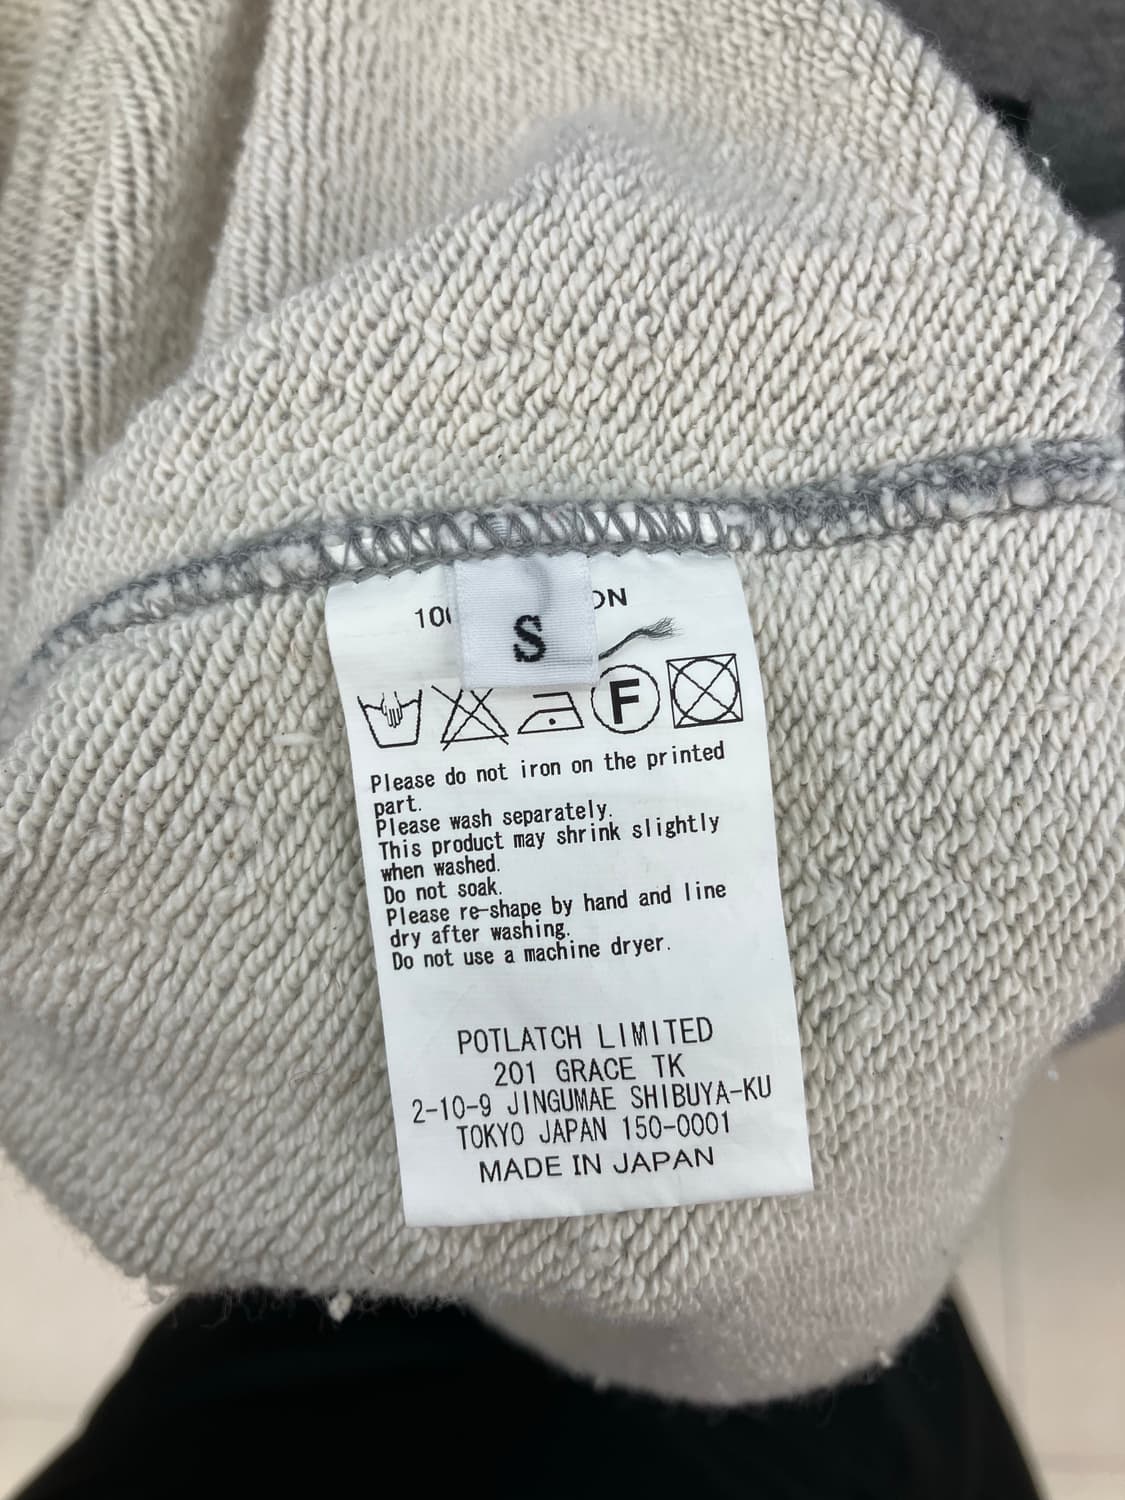 S
F
Please do not iron on the printed
part.
Please wash separately.
This product may shrink slightly
when washed.
Do not soak.
Please re-shape by hand and line
dry after washing.
Do not use a machine dryer.
POTLATCH LIMITED
201 GRACE TK
2-10-9 JINGUMAE SHIBUYA-KU
TOKYO JAPAN 150-0001
MADE IN JAPAN